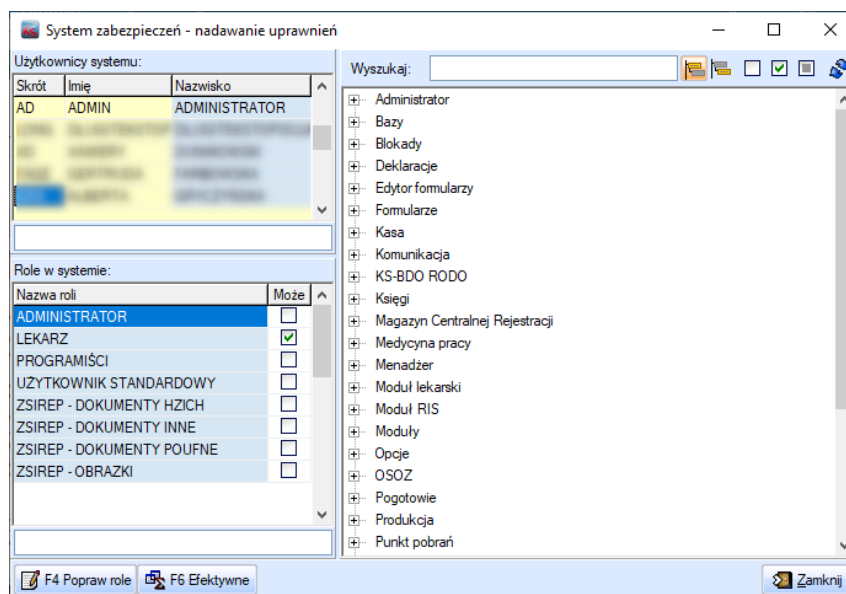 System zabezpieczeń - nadawanie uprawnień
Użytkownicy systemu:
Skrót Imię Nazwisko
AD ADMIN ADMINISTRATOR
Role w systemie:
Nazwa roli Może
ADMINISTRATOR
LEKARZ
PROGRAMIŚCI
UŻYTKOWNIK STANDARDOWY
ZSIREP - DOKUMENTY HZICH
ZSIREP - DOKUMENTY INNE
ZSIREP - DOKUMENTY POUFNE
ZSIREP - OBRAZKI
F4 Popraw role F6 Efektywne
Wyszukaj:
Administrator
Bazy
Blokady
Deklaracje
Edytor formularzy
Formularze
Kasa
Komunikacja
KS-BDO RODO
Księgi
Magazyn Centralnej Rejestracji
Medycyna pracy
Menadżer
Moduł lekarski
Moduł RIS
Moduły
Opcje
OSOZ
Pogotowie
Produkcja
Punkt pobrań
Zamknij